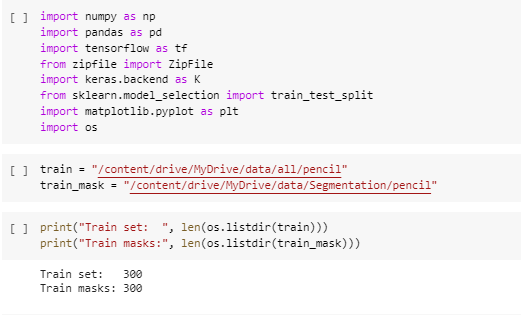 [ ] import numpy as np
import pandas as pd
import tensorflow as tf
from zipfile import ZipFile
import keras.backend as K
from sklearn.model_selection import train_test_split
import matplotlib.pyplot as plt
import os
[ ] train = "/content/drive/MyDrive/data/all/pencil"
train_mask = "/content/drive/MyDrive/data/Segmentation/pencil"
[ ] print("Train set:  ", len(os.listdir(train)))
print("Train masks:", len(os.listdir(train_mask)))
Train set:   300
Train masks: 300